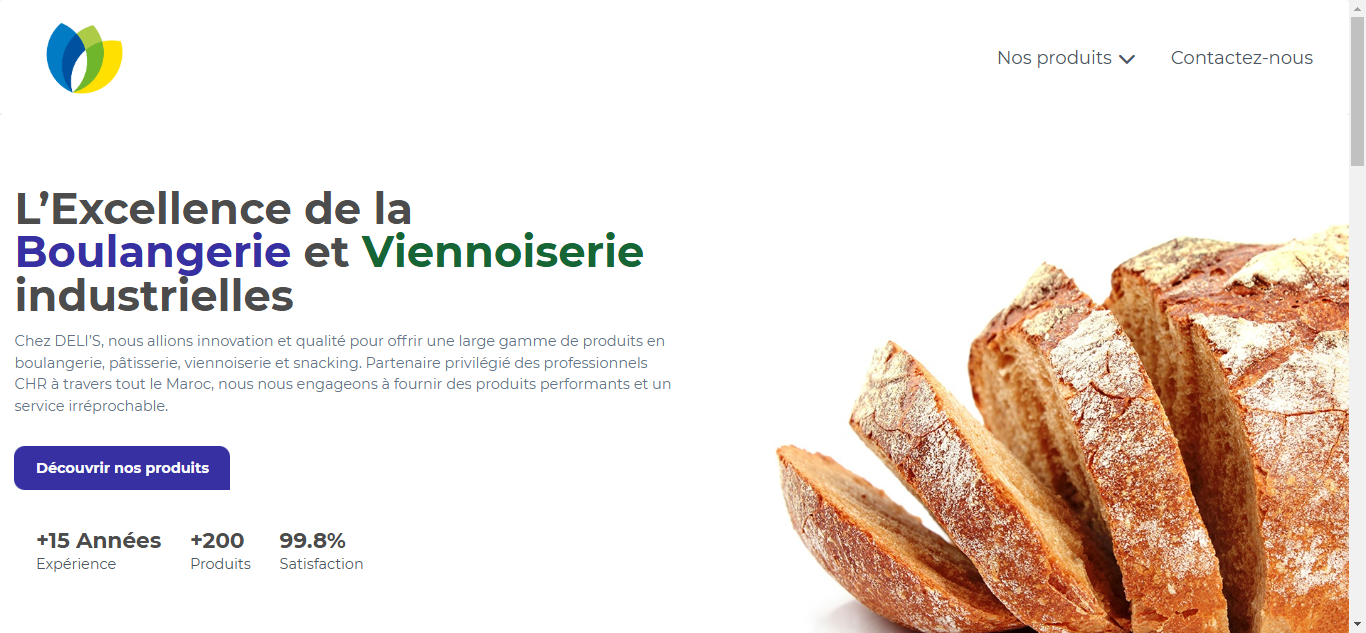 Nos produits
Contactez-nous
L’Excellence de la
Boulangerie et Viennoiserie
industrielles
Chez DELI’S, nous allions innovation et qualité pour offrir une large gamme de produits en
boulangerie, pâtisserie, viennoiserie et snacking. Partenaire privilégié des professionnels
CHR à travers tout le Maroc, nous nous engageons à fournir des produits performants et un
service irréprochable.
Découvrir nos produits
+15 Années
Expérience
+200
Produits
99.8%
Satisfaction